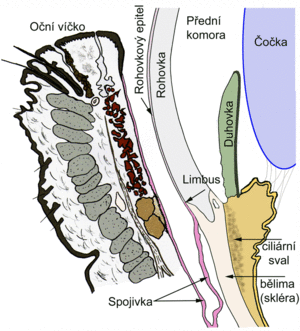 Oční víčko
Rohovkový epitel
Rohovka
Přední
komora
Čočka
Duhovka
Limbus
ciliární
sval
bělima
(skléra)
Spojivka